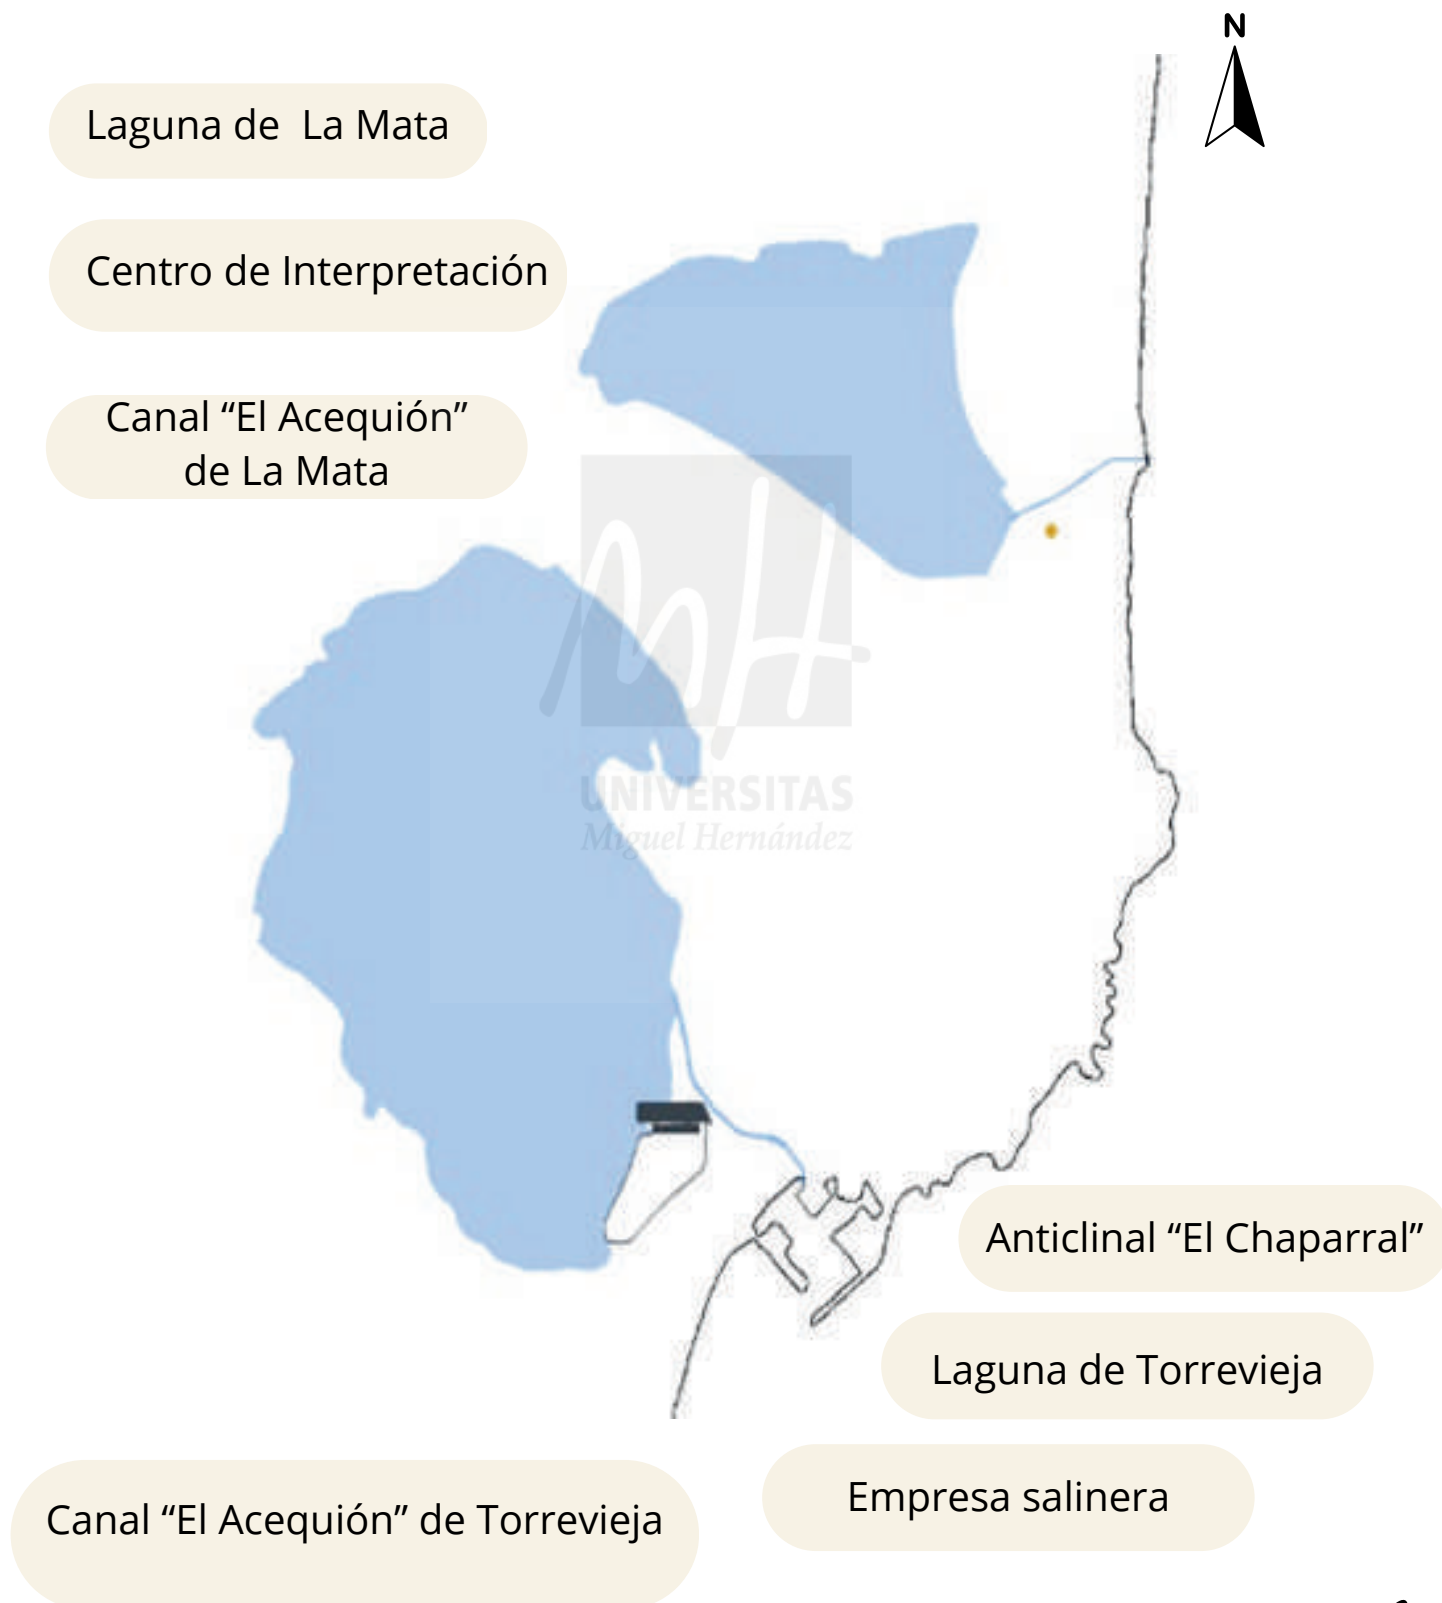 N
Laguna de La Mata
Centro de Interpretación
Canal “El Acequión”
de La Mata
UNIVERSITAS
Miguel Hernández
Anticlinal “El Chaparral”
Laguna de Torrevieja
Empresa salinera
Canal “El Acequión” de Torrevieja